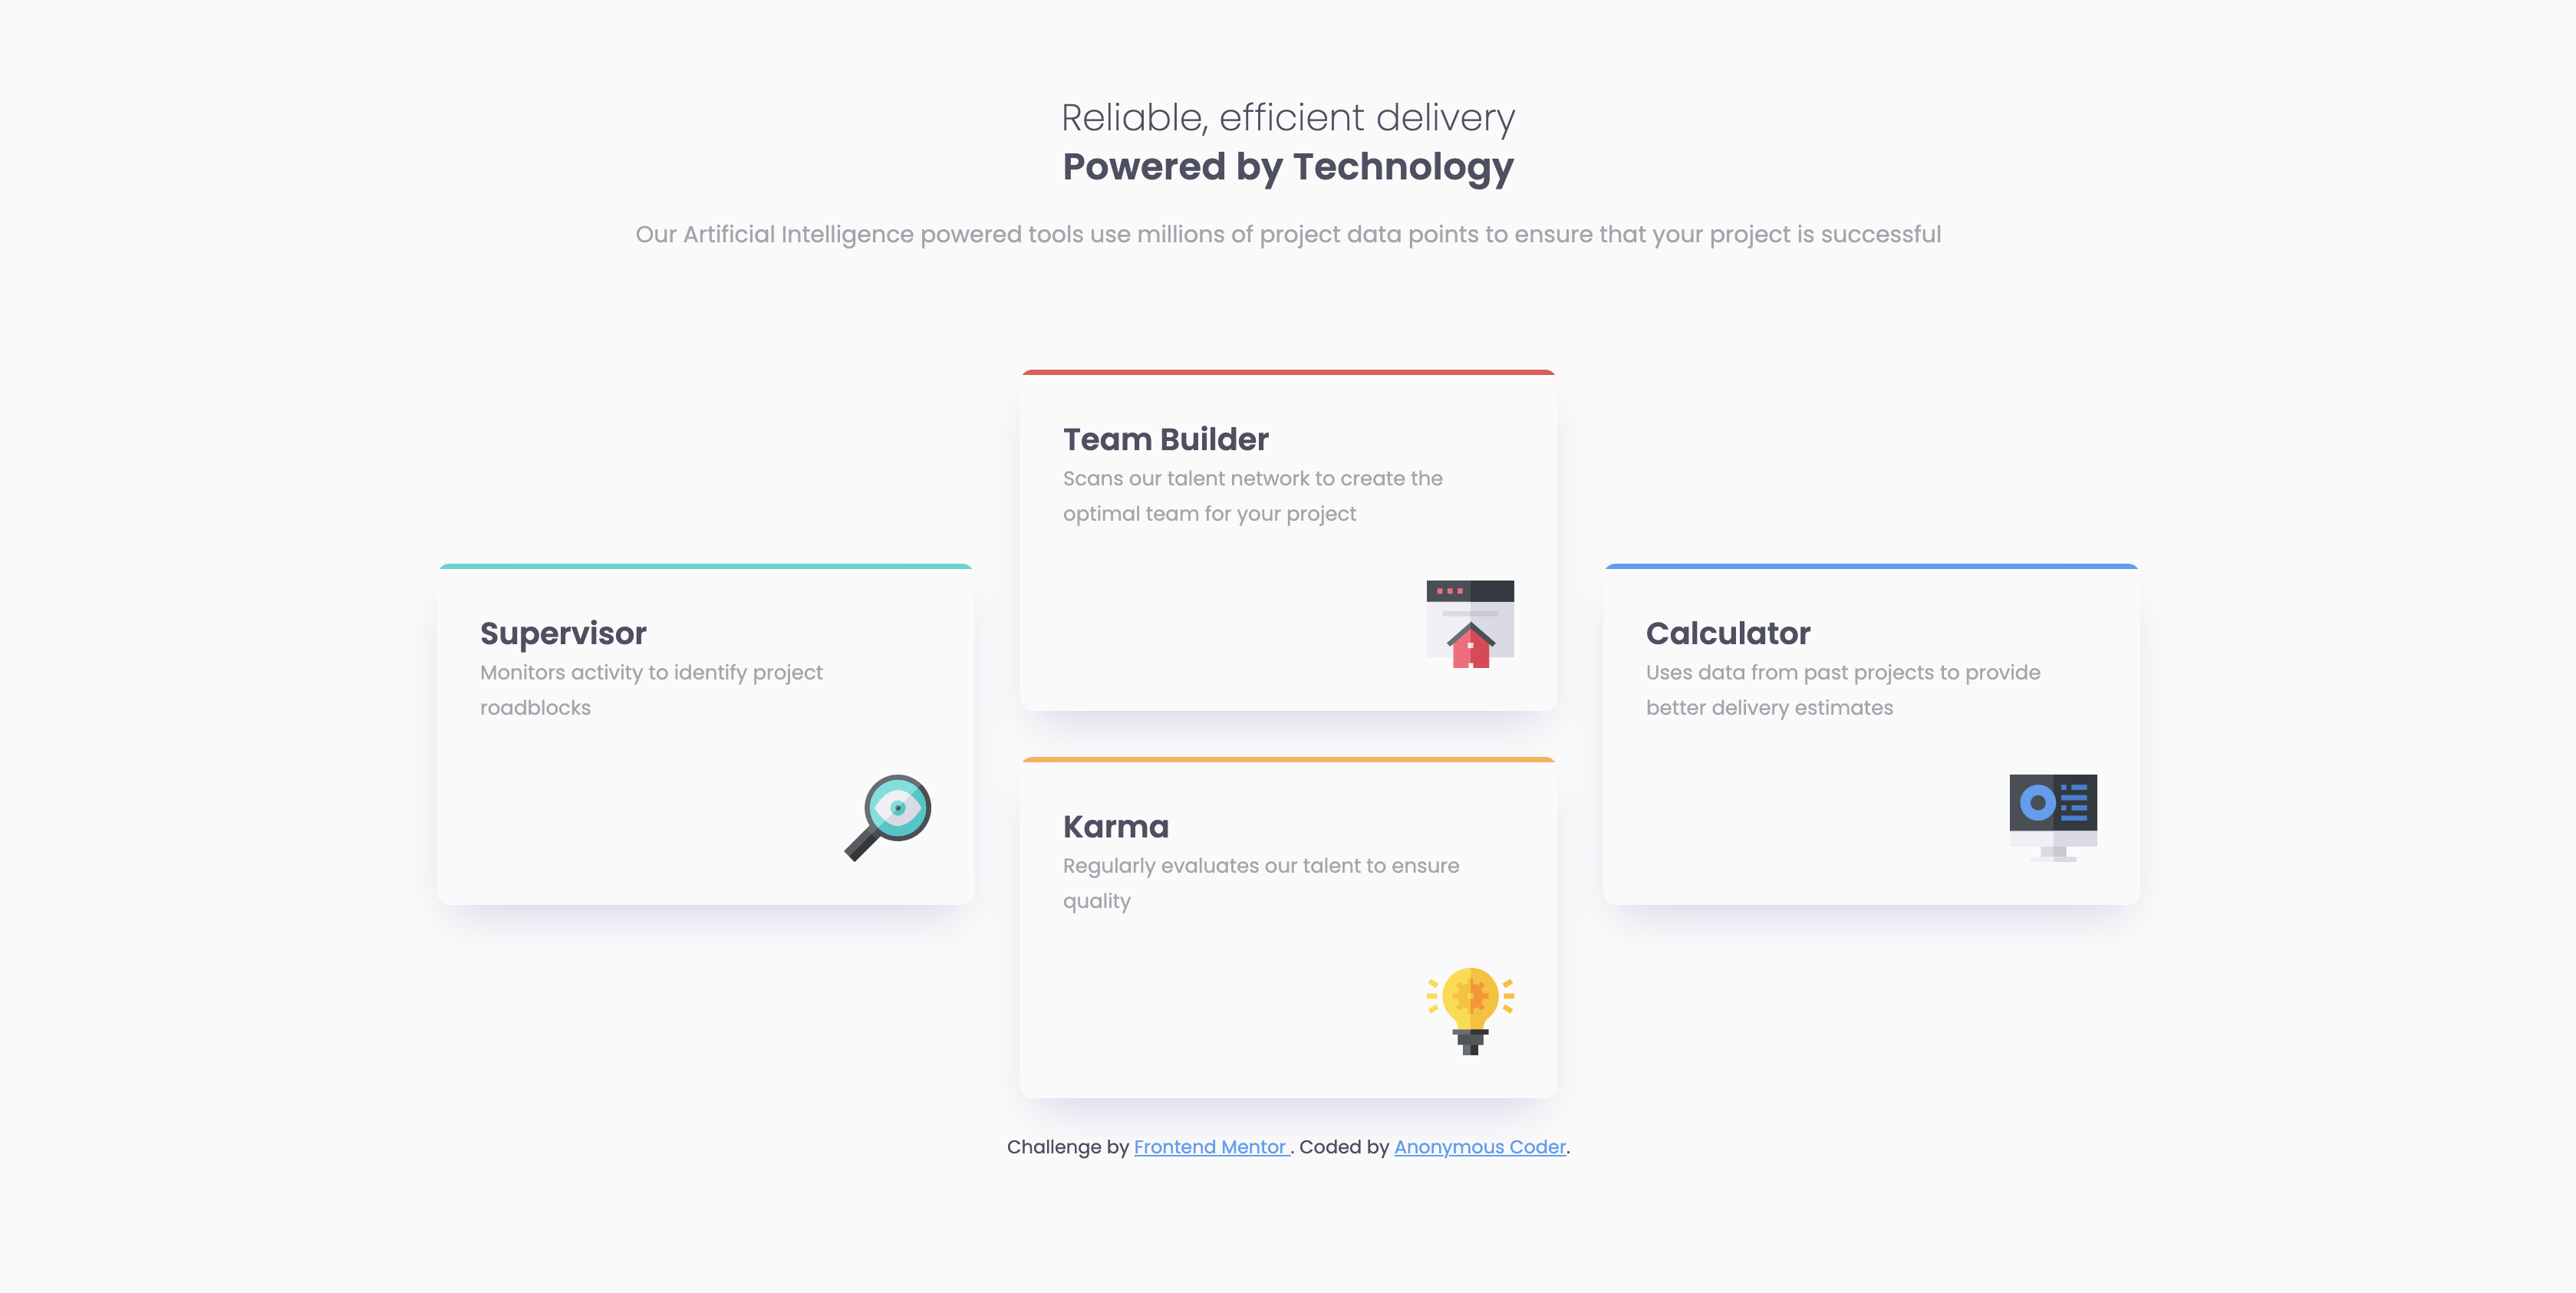 Reliable, efficient delivery
Powered by Technology
Our Artificial Intelligence powered tools use millions of project data points to ensure that your project is successful
Supervisor
Monitors activity to identify project
roadblocks
Team Builder
Scans our talent network to create the
optimal team for your project
Karma
Regularly evaluates our talent to ensure
quality
Calculator
Uses data from past projects to provide
better delivery estimates
Challenge by Frontend Mentor . Coded by Anonymous Coder.